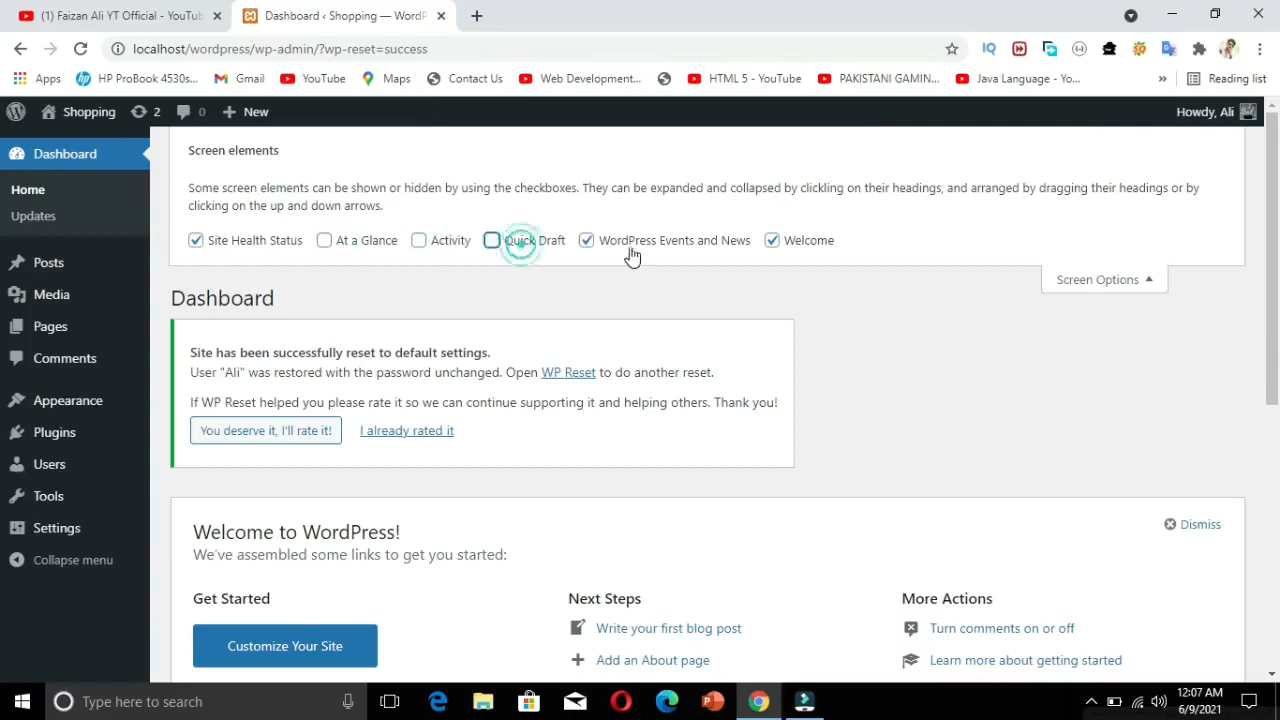 (1) Faizan Ali YT Official - YouTub
Dashboard ‹ Shopping — WordP
localhost/wordpress/wp-admin/?wp-reset=success
Apps
HP ProBook 4530s...
Gmail
YouTube
Maps
Contact Us
Web Development...
HTML 5 - YouTube
PAKISTANI GAMIN...
Java Language - Yo...
»
Reading list
Shopping
2
0
New
Howdy, Ali
Dashboard
Home
Updates
Posts
Media
Pages
Comments
Appearance
Plugins
Users
Tools
Settings
Collapse menu
Screen elements
Some screen elements can be shown or hidden by using the checkboxes. They can be expanded and collapsed by clickling on their headings, and arranged by dragging their headings or by
clicking on the up and down arrows.
Site Health Status
At a Glance
Activity
Quick Draft
WordPress Events and News
Welcome
Screen Options
Dashboard
Site has been successfully reset to default settings.
User "Ali" was restored with the password unchanged. Open WP Reset to do another reset.
If WP Reset helped you please rate it so we can continue supporting it and helping others. Thank you!
You deserve it, I'll rate it!
I already rated it
Welcome to WordPress!
Dismiss
We've assembled some links to get you started:
Get Started
Customize Your Site
Next Steps
Write your first blog post
Add an About page
More Actions
Turn comments on or off
Learn more about getting started
Type here to search
12:07 AM
6/9/2021